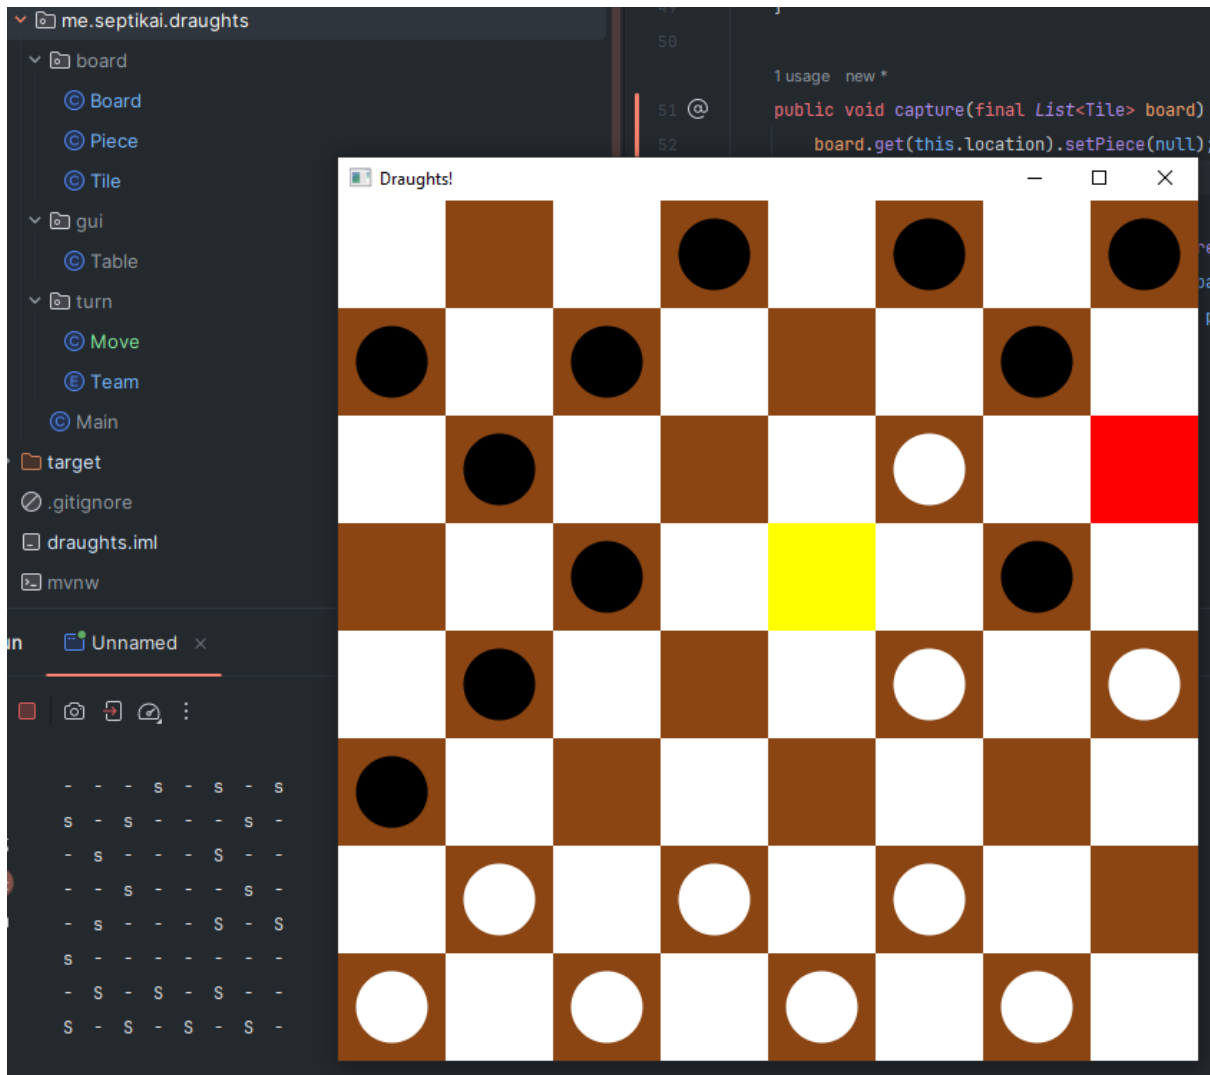 me.septikai.draughts
board
Board
Piece
Tile
gui
Table
turn
Move
Team
Main
target
.gitignore
draughts.iml
mvnw
50
1 usage new *
51 @ public void capture(final List<Tile> board)
52 board.get(this.location).setPiece(null);
Draughts!
Unnamed
- - - s - s - s
s - s - - - s -
- s - - - S - -
- - s - - - s -
- s - - - S - S
s - - - - - - -
- S - S - S - -
S - S - S - S -